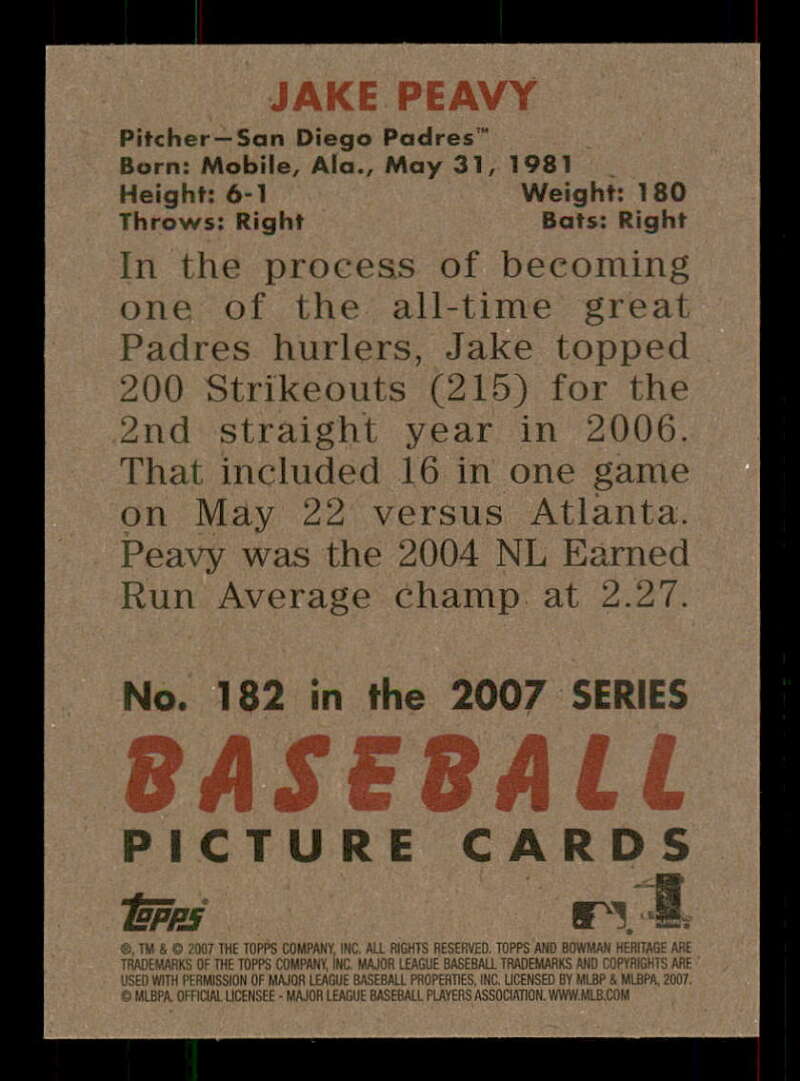 JAKE PEAVY
Pitcher—San Diego Padres™
Born: Mobile, Ala., May 31, 1981
Height: 6-1 Weight: 180
Throws: Right Bats: Right
In the process of becoming
one of the all-time great
Padres hurlers, Jake topped
200 Strikeouts (215) for the
2nd straight year in 2006.
That included 16 in one game
on May 22 versus Atlanta.
Peavy was the 2004 NL Earned
Run Average champ at 2.27.
No. 182 in the 2007 SERIES
BASEBALL
PICTURE CARDS
topps
®, TM & © 2007 THE TOPPS COMPANY, INC. ALL RIGHTS RESERVED. TOPPS AND BOWMAN HERITAGE ARE
TRADEMARKS OF THE TOPPS COMPANY, INC. MAJOR LEAGUE BASEBALL TRADEMARKS AND COPYRIGHTS ARE
USED WITH PERMISSION OF MAJOR LEAGUE BASEBALL PROPERTIES, INC. LICENSED BY MLBP & MLBPA, 2007.
© MLBPA. OFFICIAL LICENSEE - MAJOR LEAGUE BASEBALL PLAYERS ASSOCIATION. WWW.MLB.COM